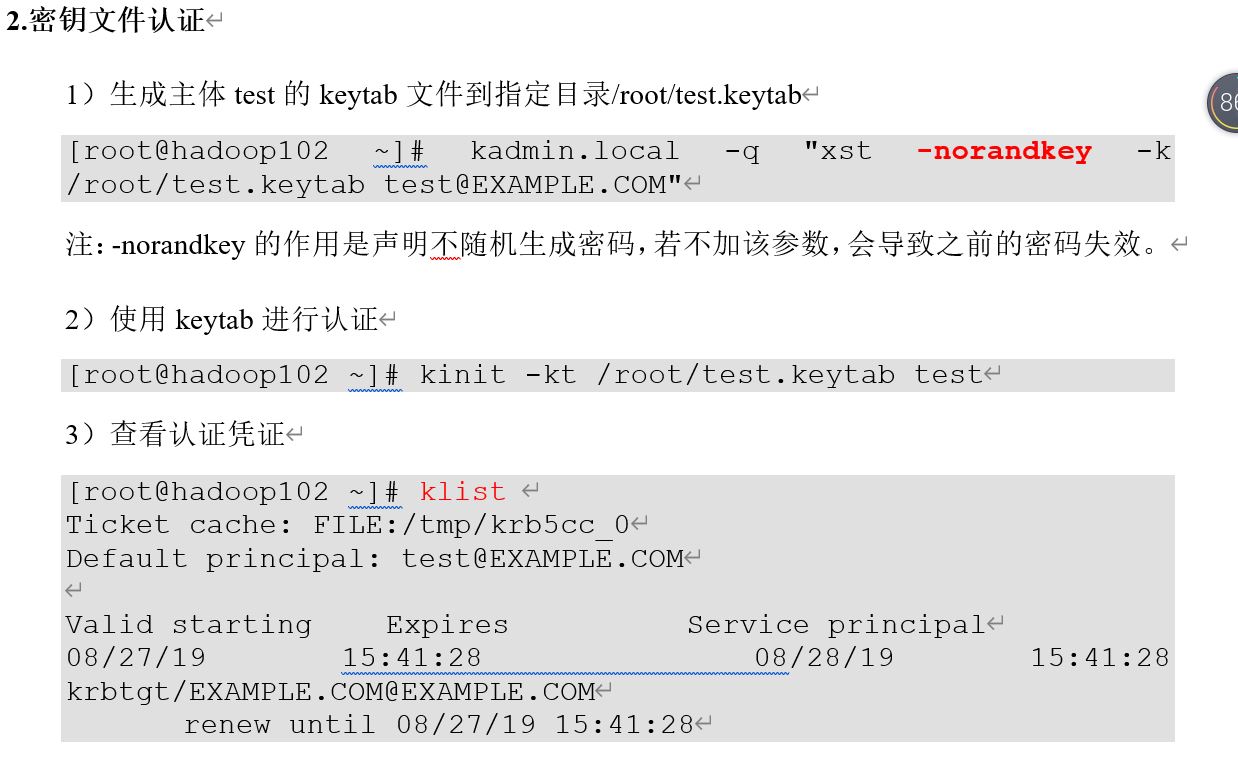 2.密钥文件认证↵
1）生成主体 test 的 keytab 文件到指定目录/root/test.keytab↵
[root@hadoop102 ~]# kadmin.local -q "xst -norandkey -k
/root/test.keytab test@EXAMPLE.COM"↵
注：-norandkey 的作用是声明不随机生成密码，若不加该参数，会导致之前的密码失效。↵
2）使用 keytab 进行认证↵
[root@hadoop102 ~]# kinit -kt /root/test.keytab test↵
3）查看认证凭证↵
[root@hadoop102 ~]# klist ↵
Ticket cache: FILE:/tmp/krb5cc_0↵
Default principal: test@EXAMPLE.COM↵
↵
Valid starting Expires Service principal↵
08/27/19 15:41:28 08/28/19 15:41:28
krbtgt/EXAMPLE.COM@EXAMPLE.COM↵
renew until 08/27/19 15:41:28↵